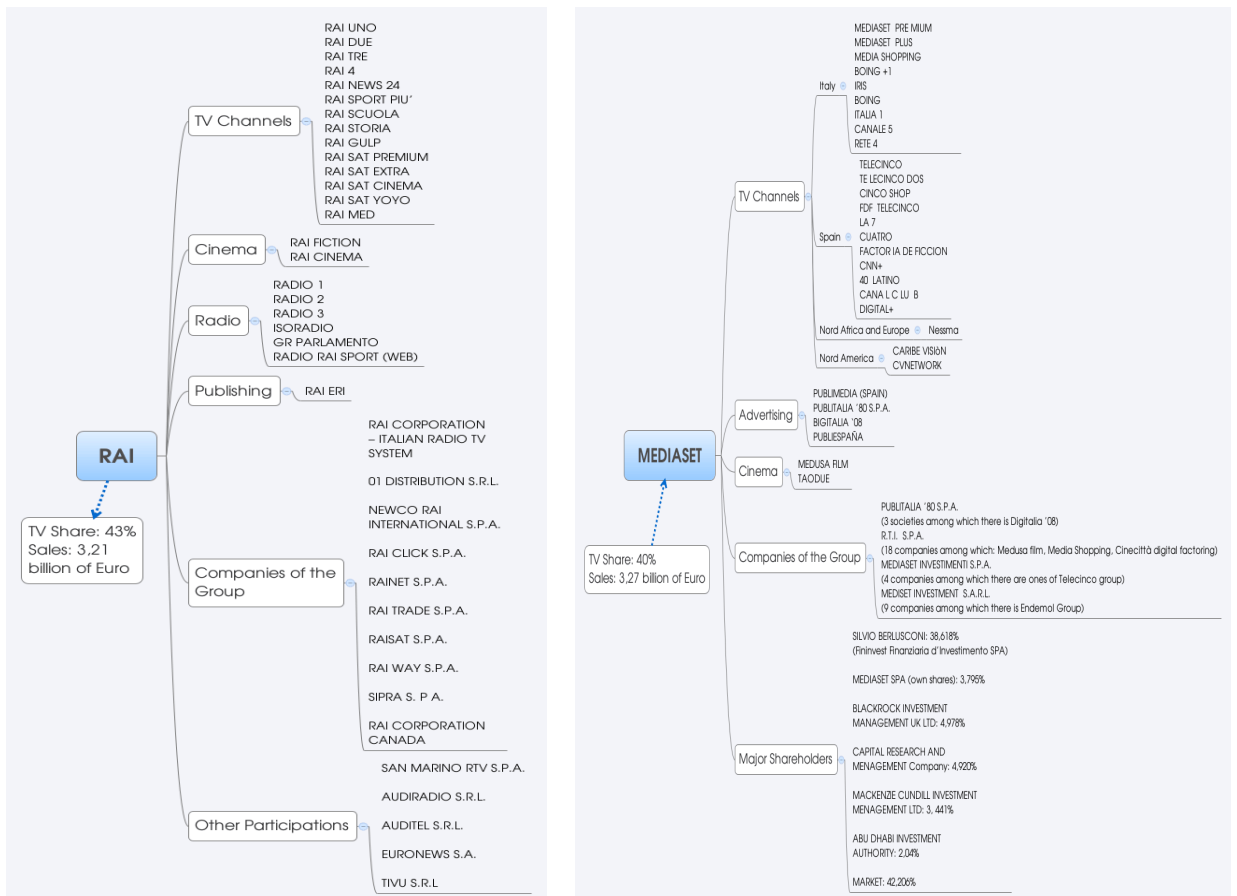 RAI
TV Share: 43%
Sales: 3,21
billion of Euro
TV Channels
RAI UNO
RAI DUE
RAI TRE
RAI 4
RAI NEWS 24
RAI SPORT PIU´
RAI SCUOLA
RAI STORIA
RAI GULP
RAI SAT PREMIUM
RAI SAT EXTRA
RAI SAT CINEMA
RAI SAT YOYO
RAI MED
Cinema
RAI FICTION
RAI CINEMA
Radio
RADIO 1
RADIO 2
RADIO 3
ISORADIO
GR PARLAMENTO
RADIO RAI SPORT (WEB)
Publishing
RAI ERI
Companies of the
Group
RAI CORPORATION
– ITALIAN RADIO TV
SYSTEM
01 DISTRIBUTION S.R.L.
NEWCO RAI
INTERNATIONAL S.P.A.
RAI CLICK S.P.A.
RAINET S.P.A.
RAI TRADE S.P.A.
RAISAT S.P.A.
RAI WAY S.P.A.
SIPRA S. P A.
RAI CORPORATION
CANADA
Other Participations
SAN MARINO RTV S.P.A.
AUDIRADIO S.R.L.
AUDITEL S.R.L.
EURONEWS S.A.
TIVU S.R.L
MEDIASET
TV Share: 40%
Sales: 3,27 billion of Euro
TV Channels
Italy
MEDIASET PRE MIUM
MEDIASET PLUS
MEDIA SHOPPING
BOING +1
IRIS
BOING
ITALIA 1
CANALE 5
RETE 4
Spain
TELECINCO
TE LECINCO DOS
CINCO SHOP
FDF TELECINCO
LA 7
CUATRO
FACTOR IA DE FICCION
CNN+
40 LATINO
CANA L C LU B
DIGITAL+
Nord Africa and Europe
Nessma
Nord America
CARIBE VISIòN
CVNETWORK
Advertising
PUBLIMEDIA (SPAIN)
PUBLITALIA ´80 S.P.A.
BIGITALIA ´08
PUBLIESPAÑA
Cinema
MEDUSA FILM
TAODUE
Companies of the Group
PUBLITALIA ´80 S.P.A.
(3 societies among which there is Digitalia ´08)
R.T.I. S.P.A.
(18 companies among which: Medusa film, Media Shopping, Cinecittà digital factoring)
MEDIASET INVESTIMENTI S.P.A.
(4 companies among which there are ones of Telecinco group)
MEDISET INVESTMENT S.A.R.L.
(9 companies among which there is Endemol Group)
Major Shareholders
SILVIO BERLUSCONI: 38,618%
(Fininvest Finanziaria d´Investimento SPA)
MEDIASET SPA (own shares): 3,795%
BLACKROCK INVESTMENT
MANAGEMENT UK LTD: 4,978%
CAPITAL RESEARCH AND
MENAGEMENT Company: 4,920%
MACKENZIE CUNDILL INVESTMENT
MENAGEMENT LTD: 3, 441%
ABU DHABI INVESTMENT
AUTHORITY: 2,04%
MARKET: 42,206%